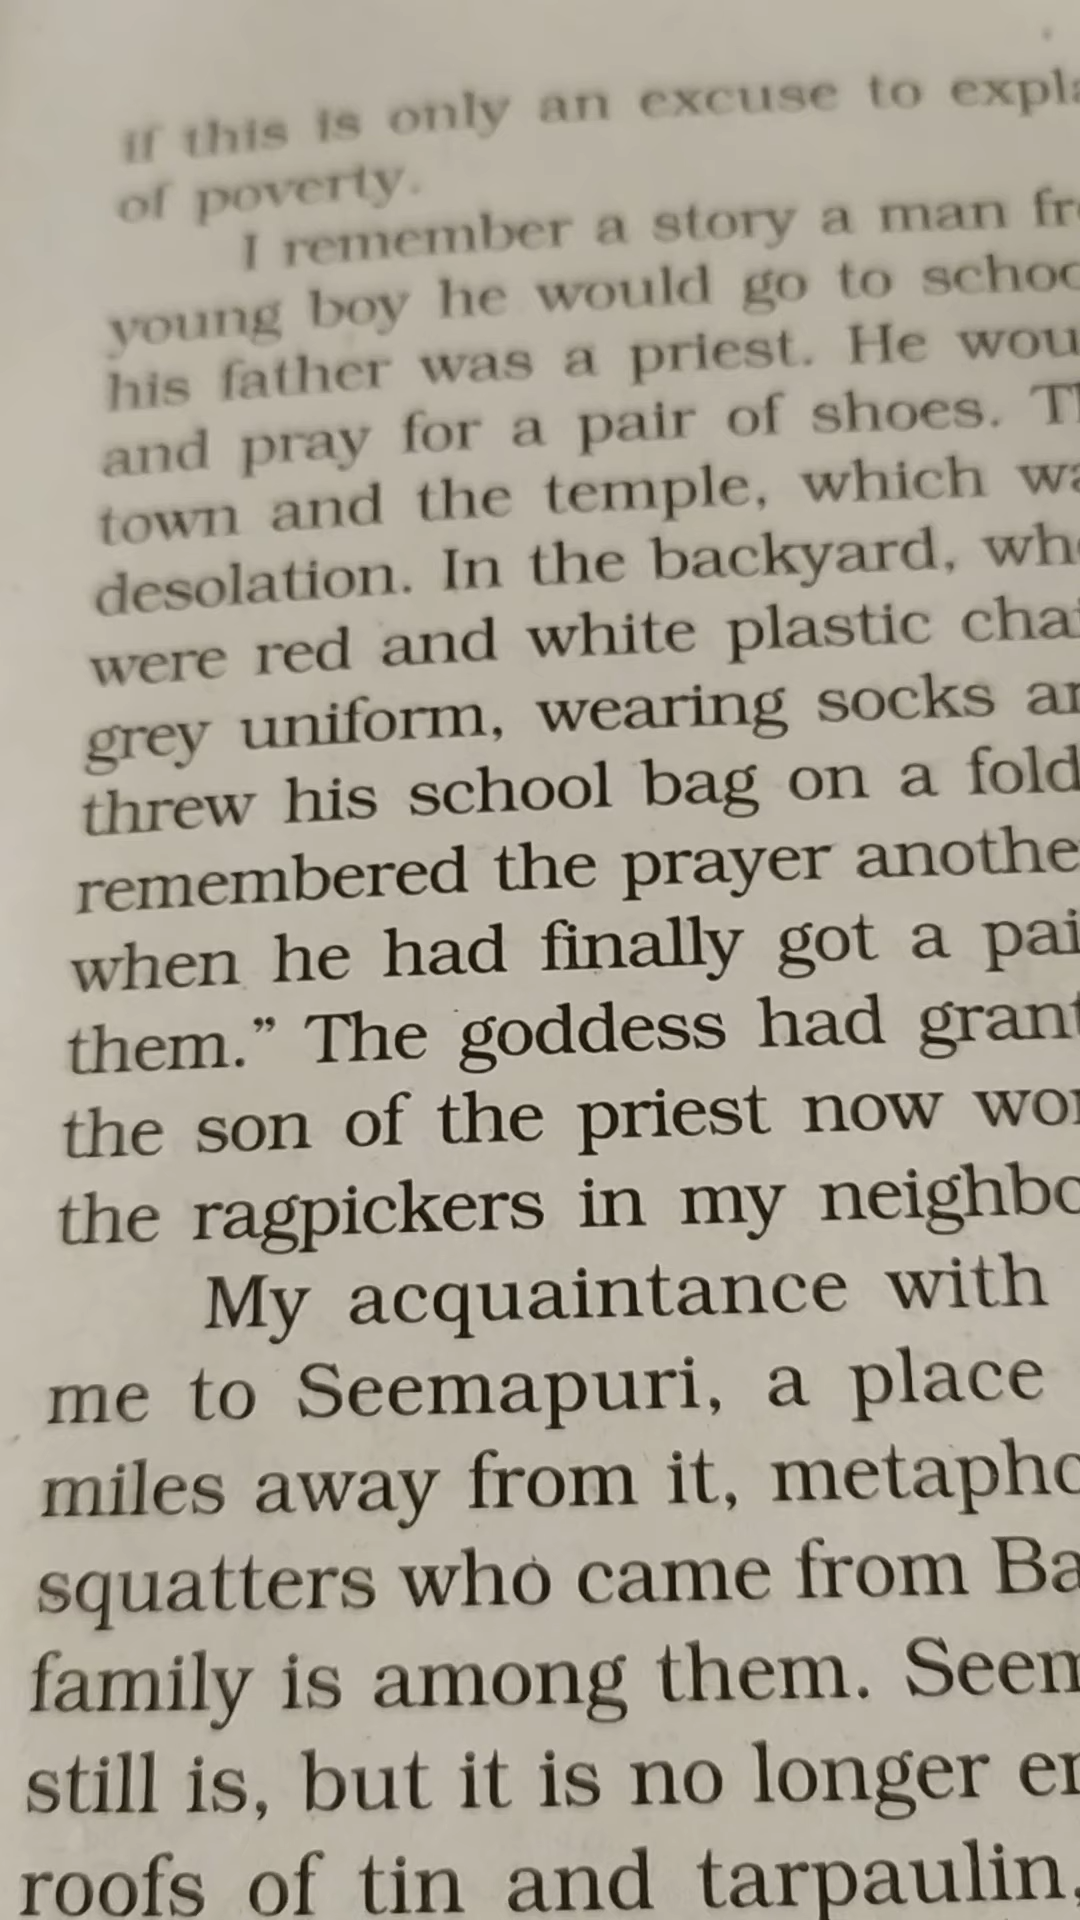 if this is only an excuse to expla
of poverty.
I remember a story a man fr
young boy he would go to schoo
his father was a priest. He wou
and pray for a pair of shoes. Th
town and the temple, which wa
desolation. In the backyard, whe
were red and white plastic chai
grey uniform, wearing socks an
threw his school bag on a fold
remembered the prayer anothe
when he had finally got a pai
them.” The goddess had grant
the son of the priest now wor
the ragpickers in my neighbo
My acquaintance with
me to Seemapuri, a place
miles away from it, metapho
squatters who came from Ba
family is among them. Seem
still is, but it is no longer em
roofs of tin and tarpaulin,